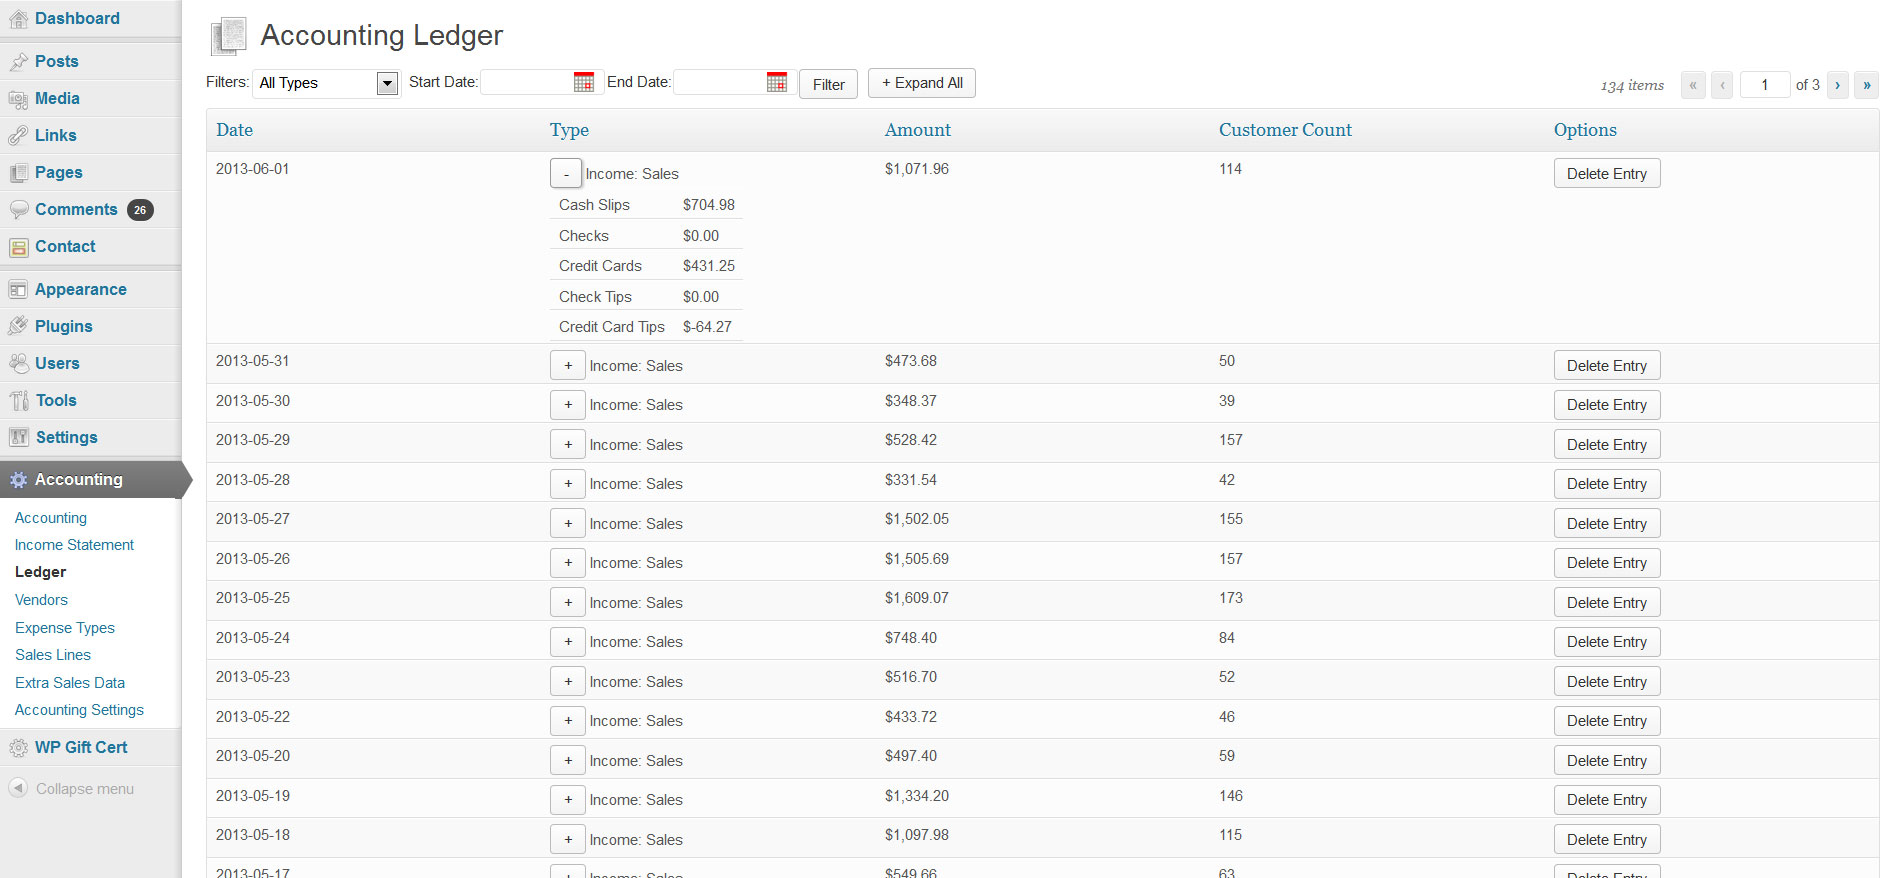 Dashboard
Posts
Media
Links
Pages
Comments 26
Contact
Appearance
Plugins
Users
Tools
Settings
Accounting
Accounting
Income Statement
Ledger
Vendors
Expense Types
Sales Lines
Extra Sales Data
Accounting Settings
WP Gift Cert
Collapse menu
Accounting Ledger
Filters: All Types Start Date: End Date: Filter + Expand All 134 items « ‹ 1 of 3 › »
Date Type Amount Customer Count Options
2013-06-01 - Income: Sales $1,071.96 114 Delete Entry
Cash Slips $704.98
Checks $0.00
Credit Cards $431.25
Check Tips $0.00
Credit Card Tips $-64.27
2013-05-31 + Income: Sales $473.68 50 Delete Entry
2013-05-30 + Income: Sales $348.37 39 Delete Entry
2013-05-29 + Income: Sales $528.42 157 Delete Entry
2013-05-28 + Income: Sales $331.54 42 Delete Entry
2013-05-27 + Income: Sales $1,502.05 155 Delete Entry
2013-05-26 + Income: Sales $1,505.69 157 Delete Entry
2013-05-25 + Income: Sales $1,609.07 173 Delete Entry
2013-05-24 + Income: Sales $748.40 84 Delete Entry
2013-05-23 + Income: Sales $516.70 52 Delete Entry
2013-05-22 + Income: Sales $433.72 46 Delete Entry
2013-05-20 + Income: Sales $497.40 59 Delete Entry
2013-05-19 + Income: Sales $1,334.20 146 Delete Entry
2013-05-18 + Income: Sales $1,097.98 115 Delete Entry
2013-05-17 + Income: Sales $549.66 63 Delete Entry